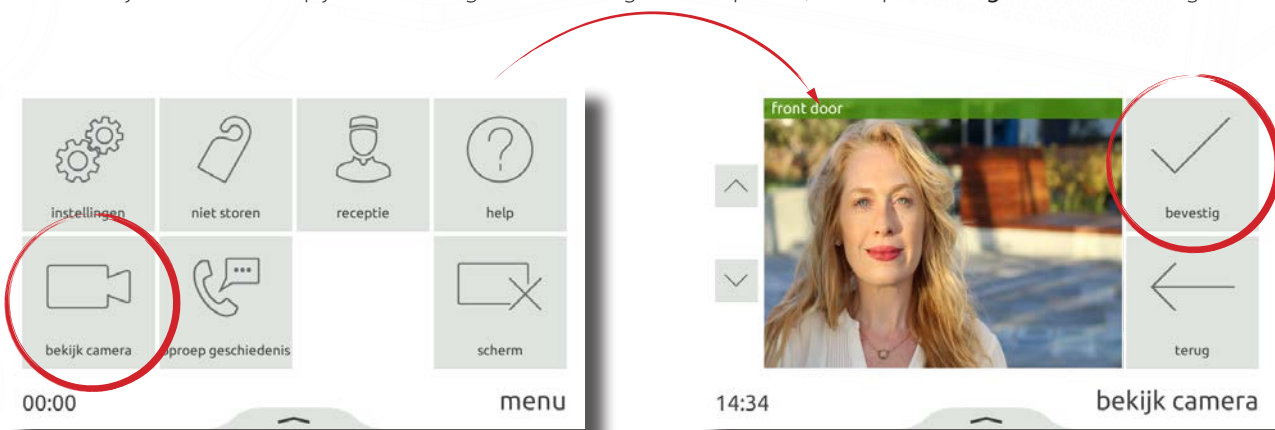 instellingen
niet storen
receptie
help
bekijk camera
oproep geschiedenis
scherm
00:00
menu
front door
bevestig
terug
14:34
bekijk camera